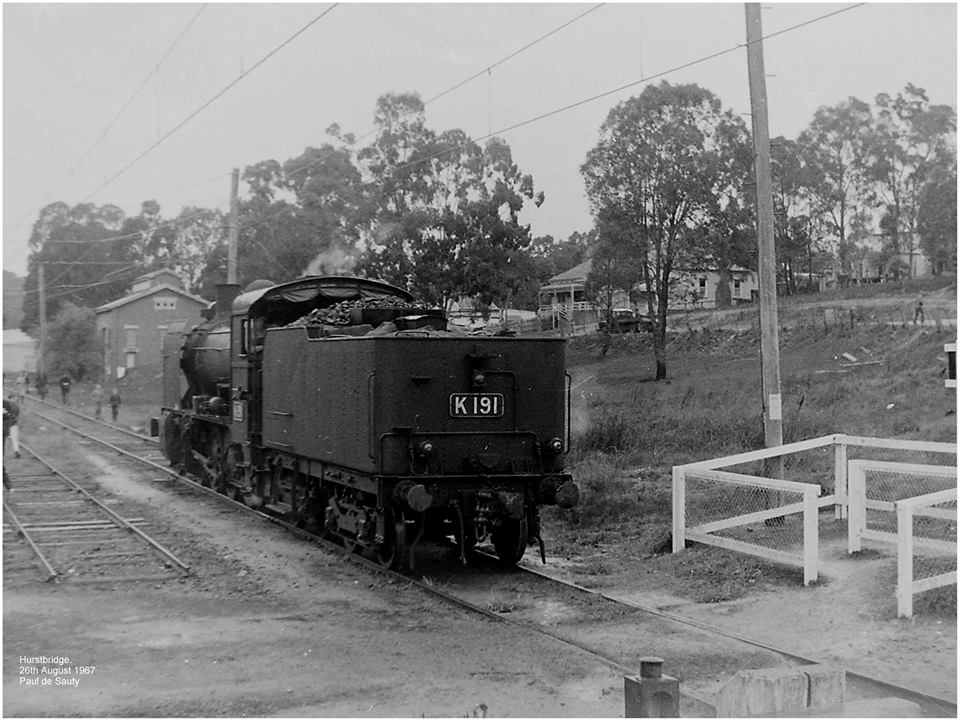 K 191
Hurstbridge.
26th August 1967
Paul de Sauty